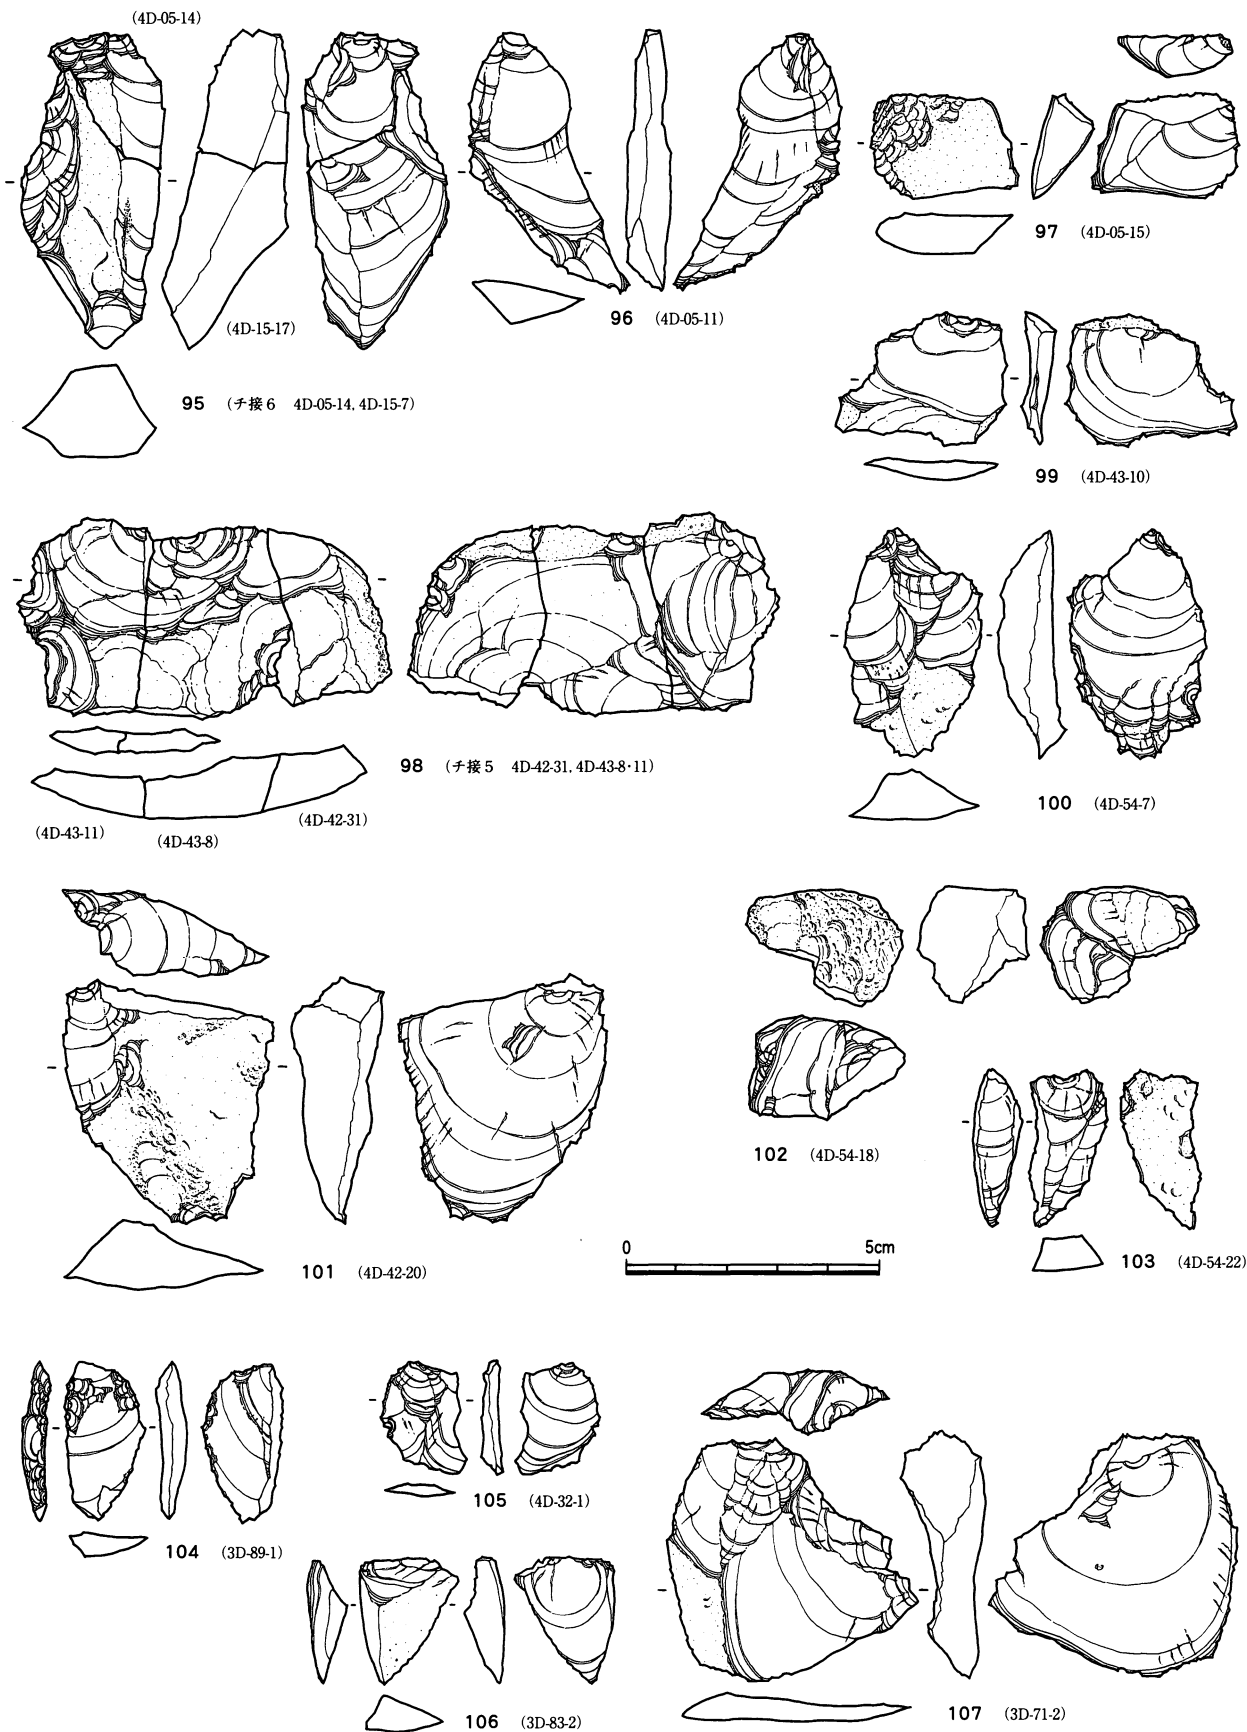 (4D-05-14)
97 (4D-05-15)
(4D-15-17)
96 (4D-05-11)
95 (チ接6 4D-05-14, 4D-15-7)
99 (4D-43-10)
98 (チ接5 4D-42-31, 4D-43-8・11)
100 (4D-54-7)
(4D-43-11)
(4D-43-8)
(4D-42-31)
102 (4D-54-18)
0 5cm
101 (4D-42-20)
103 (4D-54-22)
105 (4D-32-1)
104 (3D-89-1)
106 (3D-83-2)
107 (3D-71-2)